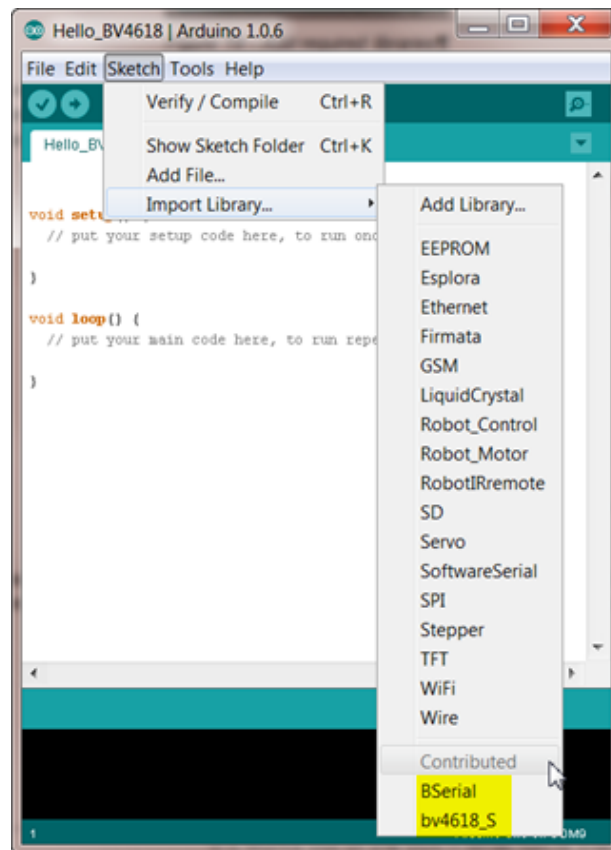 Hello_BV4618 | Arduino 1.0.6
File Edit Sketch Tools Help
Verify / Compile Ctrl+R
Hello_BV
Show Sketch Folder Ctrl+K
Add File...
Import Library...
Add Library...
void setu
// put your setup code here, to run onc
}
void loop() {
// put your main code here, to run repe
}
EEPROM
Esplora
Ethernet
Firmata
GSM
LiquidCrystal
Robot_Control
Robot_Motor
RobotIRremote
SD
Servo
SoftwareSerial
SPI
Stepper
TFT
WiFi
Wire
Contributed
BSerial
bv4618_S
1